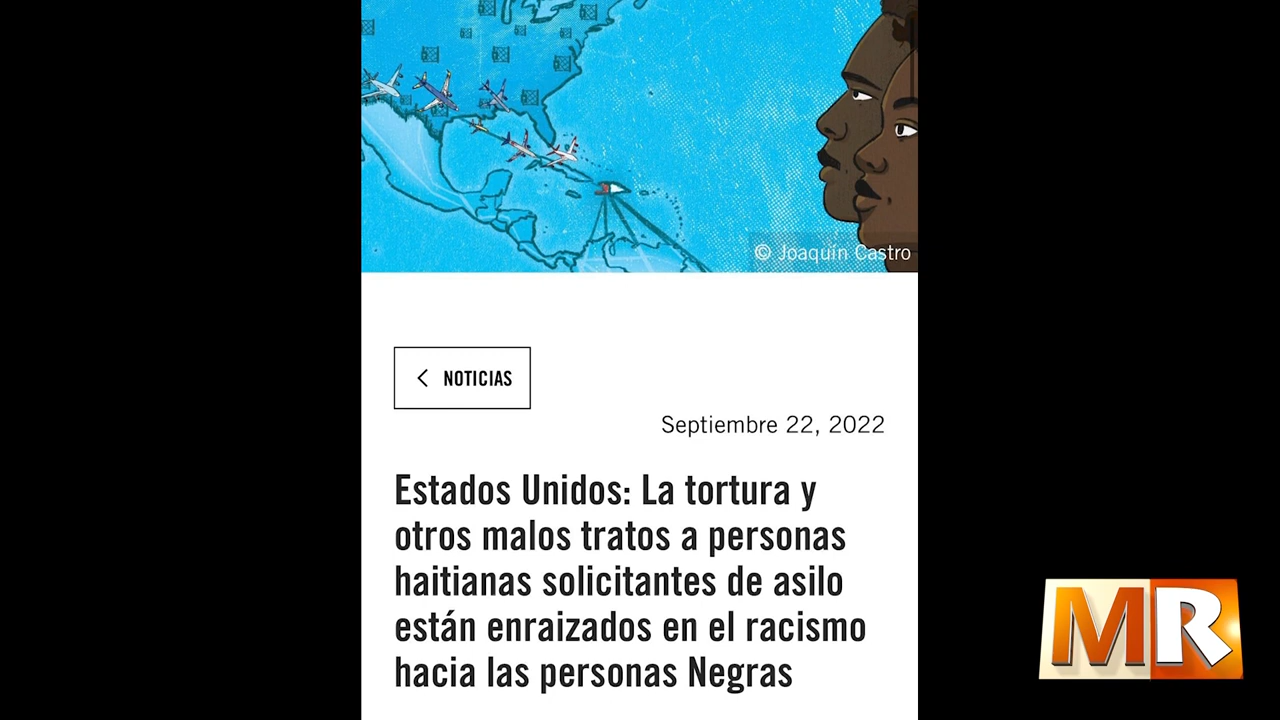 © Joaquín Castro
NOTICIAS
Septiembre 22, 2022
Estados Unidos: La tortura y
otros malos tratos a personas
haitianas solicitantes de asilo
están enraizados en el racismo
hacia las personas Negras
MR